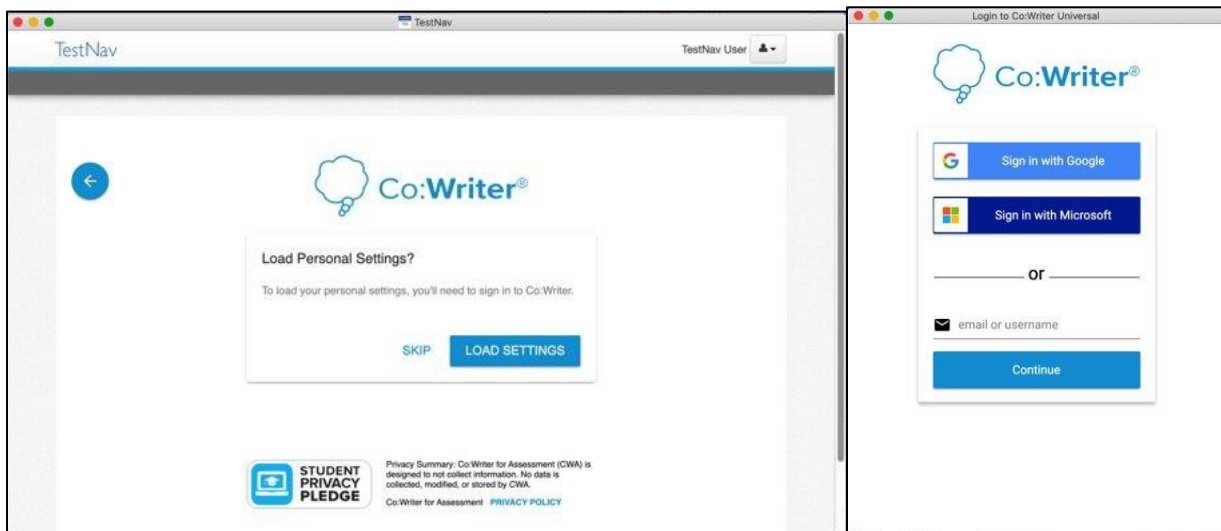 TestNav
TestNav
TestNav User
Co:Writer®
Load Personal Settings?
To load your personal settings, you'll need to sign in to Co:Writer.
SKIP
LOAD SETTINGS
STUDENT
PRIVACY
PLEDGE
Privacy Summary: Co:Writer for Assessment (CWA) is
designed to not collect information. No data is
collected, modified, or stored by CWA.
Co:Writer for Assessment PRIVACY POLICY
Login to Co:Writer Universal
Co:Writer®
Sign in with Google
Sign in with Microsoft
or
email or username
Continue